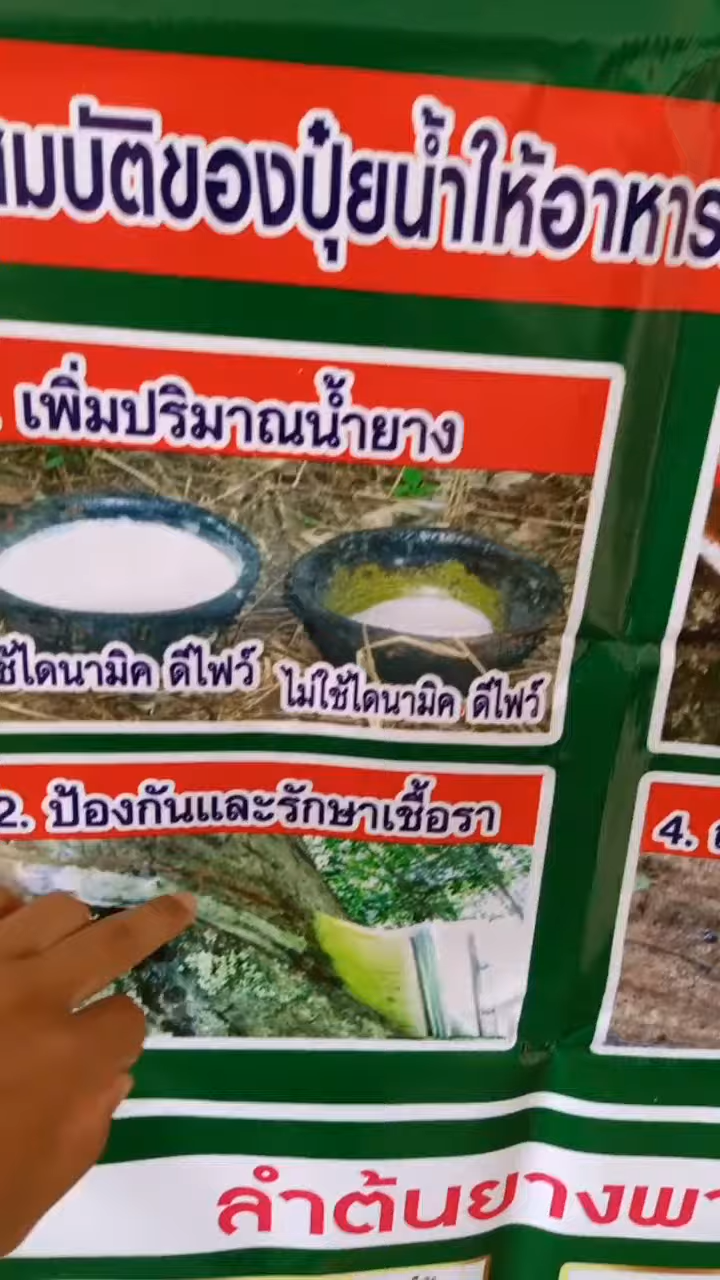 สมบัติของปุ๋ยน้ำให้อาหาร
เพิ่มปริมาณน้ำยาง
ใช้ไดนามิค ดีไฟว์
ไม่ใช้ไดนามิค ดีไฟว์
2. ป้องกันและรักษาเชื้อรา
4.
ลำต้นยางพา